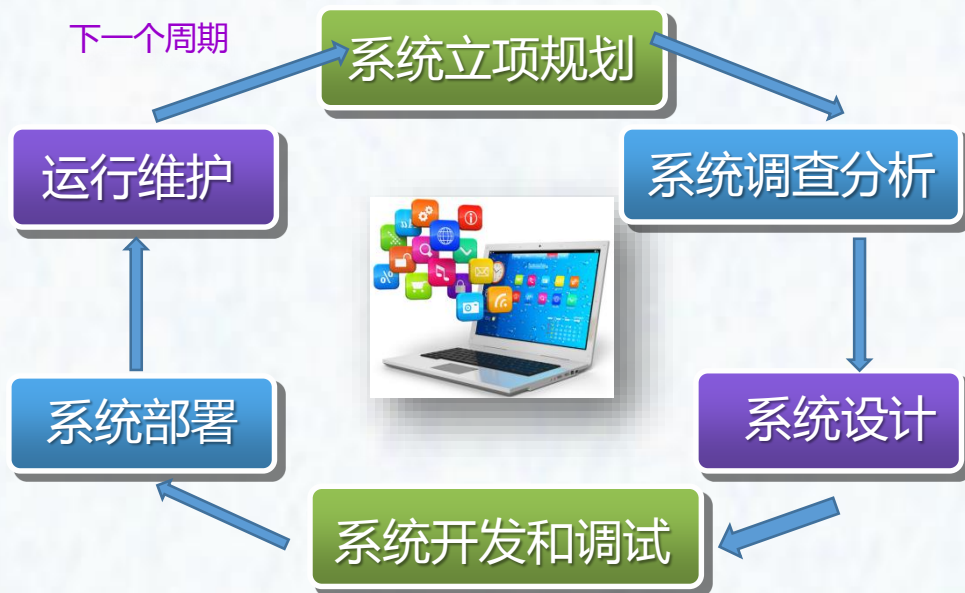 下一个周期
系统立项规划
系统调查分析
系统设计
系统开发和调试
系统部署
运行维护